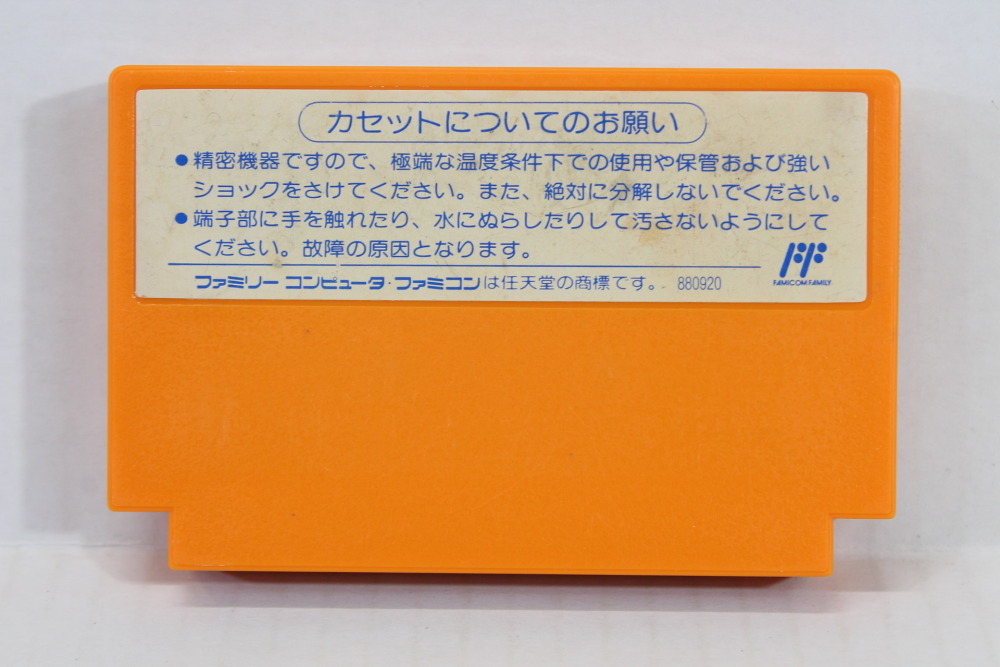 カセットについてのお願い
●精密機器ですので、極端な温度条件下での使用や保管および強い
ショックをさけてください。また、絶対に分解しないでください。
●端子部に手を触れたり、水にぬらしたりして汚さないようにして
ください。故障の原因となります。
ファミリー コンピュータ・ファミコンは任天堂の商標です。 880920
FF
FAMICOM FAMILY